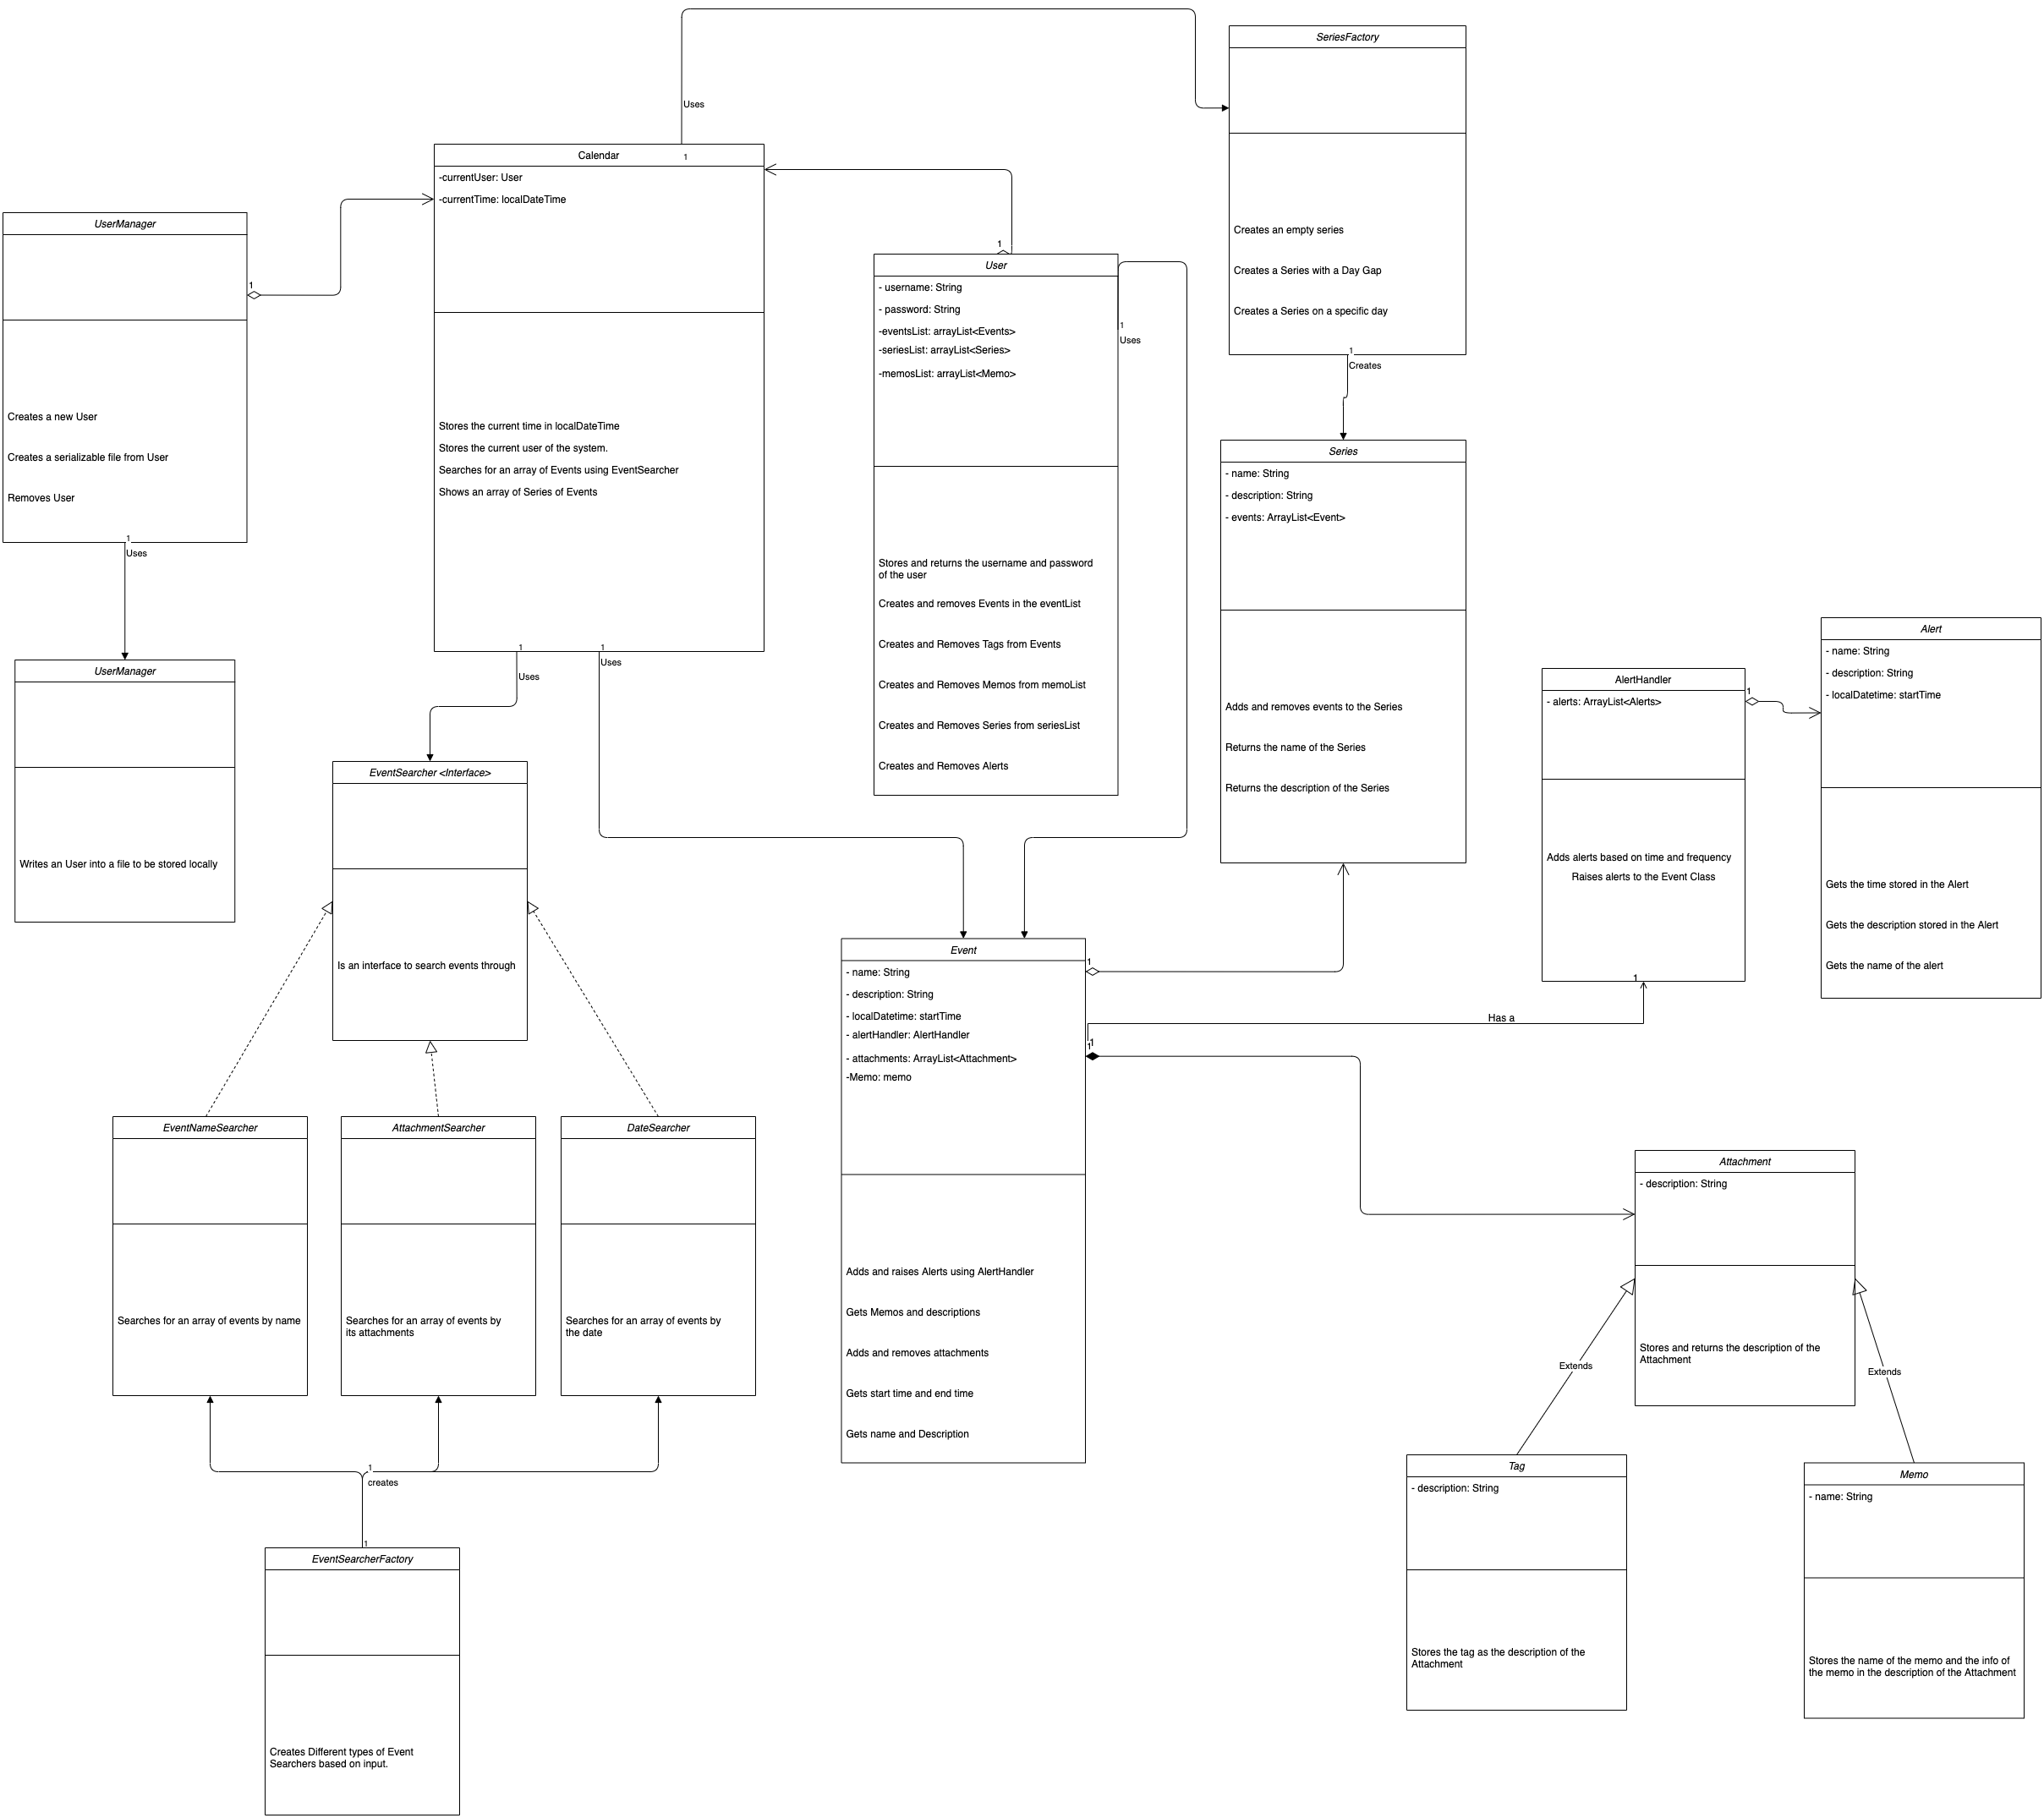 SeriesFactory
Creates an empty series
Creates a Series with a Day Gap
Creates a Series on a specific day
1
Creates
Uses
Calendar
1
-currentUser: User
-currentTime: localDateTime
Stores the current time in localDateTime
Stores the current user of the system.
Searches for an array of Events using EventSearcher
Shows an array of Series of Events
1
Uses
1
Uses
UserManager
1
Creates a new User
Creates a serializable file from User
Removes User
1
Uses
UserManager
Writes an User into a file to be stored locally
1
User
- username: String
- password: String
-eventsList: arrayList<Events>
-seriesList: arrayList<Series>
-memosList: arrayList<Memo>
1
Uses
Stores and returns the username and password
of the user
Creates and removes Events in the eventList
Creates and Removes Tags from Events
Creates and Removes Memos from memoList
Creates and Removes Series from seriesList
Creates and Removes Alerts
Series
- name: String
- description: String
- events: ArrayList<Event>
Adds and removes events to the Series
Returns the name of the Series
Returns the description of the Series
AlertHandler
- alerts: ArrayList<Alerts>
1
Adds alerts based on time and frequency
Raises alerts to the Event Class
1
Alert
- name: String
- description: String
- localDatetime: startTime
Gets the time stored in the Alert
Gets the description stored in the Alert
Gets the name of the alert
EventSearcher <Interface>
Is an interface to search events through
Event
- name: String
- description: String
- localDatetime: startTime
- alertHandler: AlertHandler
- attachments: ArrayList<Attachment>
-Memo: memo
1
Has a
1
1
Adds and raises Alerts using AlertHandler
Gets Memos and descriptions
Adds and removes attachments
Gets start time and end time
Gets name and Description
EventNameSearcher
Searches for an array of events by name
AttachmentSearcher
Searches for an array of events by
its attachments
DateSearcher
Searches for an array of events by
the date
1
creates
1
EventSearcherFactory
Creates Different types of Event
Searchers based on input.
Attachment
- description: String
Stores and returns the description of the
Attachment
Extends
Extends
Tag
- description: String
Stores the tag as the description of the
Attachment
Memo
- name: String
Stores the name of the memo and the info of
the memo in the description of the Attachment